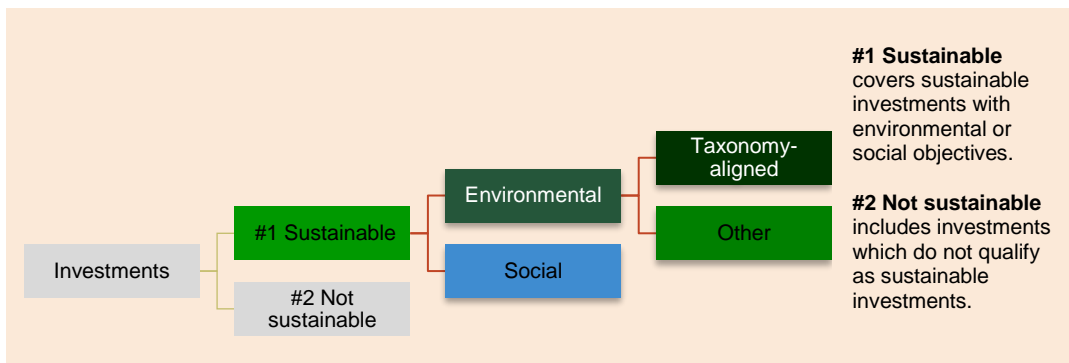 Investments
#1 Sustainable
#2 Not
sustainable
Environmental
Social
Taxonomy-
aligned
Other
#1 Sustainable
covers sustainable
investments with
environmental or
social objectives.
#2 Not sustainable
includes investments
which do not qualify
as sustainable
investments.